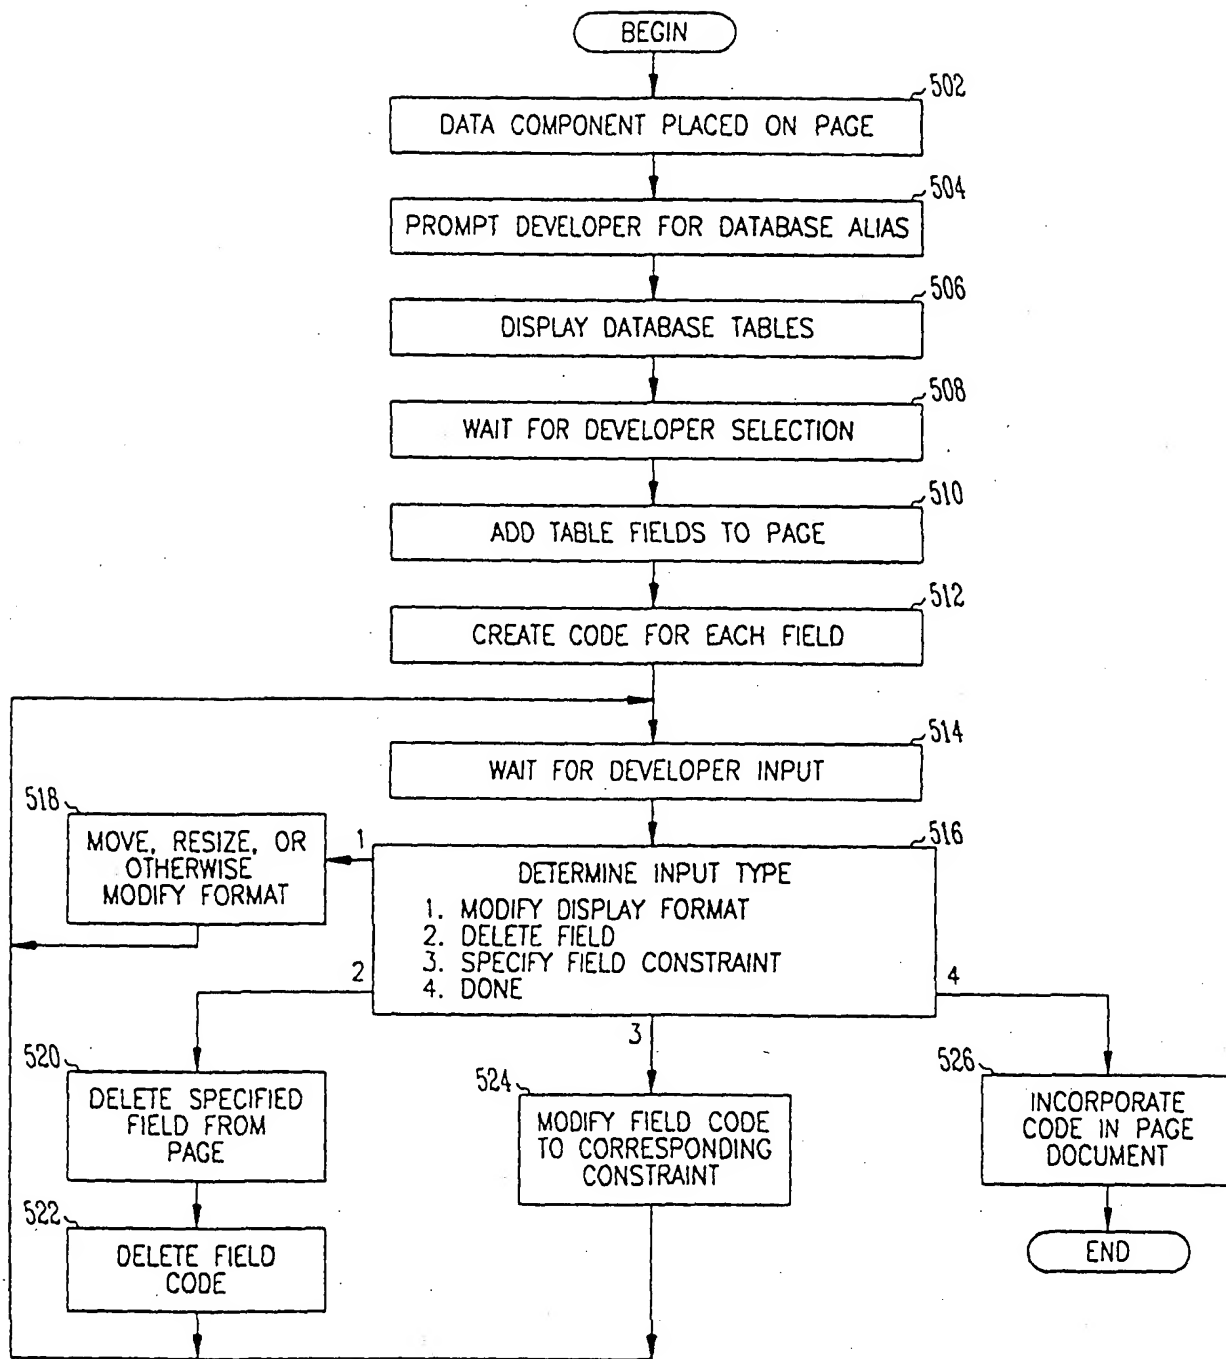 BEGIN
502
DATA COMPONENT PLACED ON PAGE
504
PROMPT DEVELOPER FOR DATABASE ALIAS
506
DISPLAY DATABASE TABLES
508
WAIT FOR DEVELOPER SELECTION
510
ADD TABLE FIELDS TO PAGE
512
CREATE CODE FOR EACH FIELD
514
WAIT FOR DEVELOPER INPUT
518
MOVE, RESIZE, OR
OTHERWISE
MODIFY FORMAT
1
516
DETERMINE INPUT TYPE
1. MODIFY DISPLAY FORMAT
2. DELETE FIELD
3. SPECIFY FIELD CONSTRAINT
4. DONE
2
3
4
520
DELETE SPECIFIED
FIELD FROM
PAGE
522
DELETE FIELD
CODE
524
MODIFY FIELD CODE
TO CORRESPONDING
CONSTRAINT
526
INCORPORATE
CODE IN PAGE
DOCUMENT
END